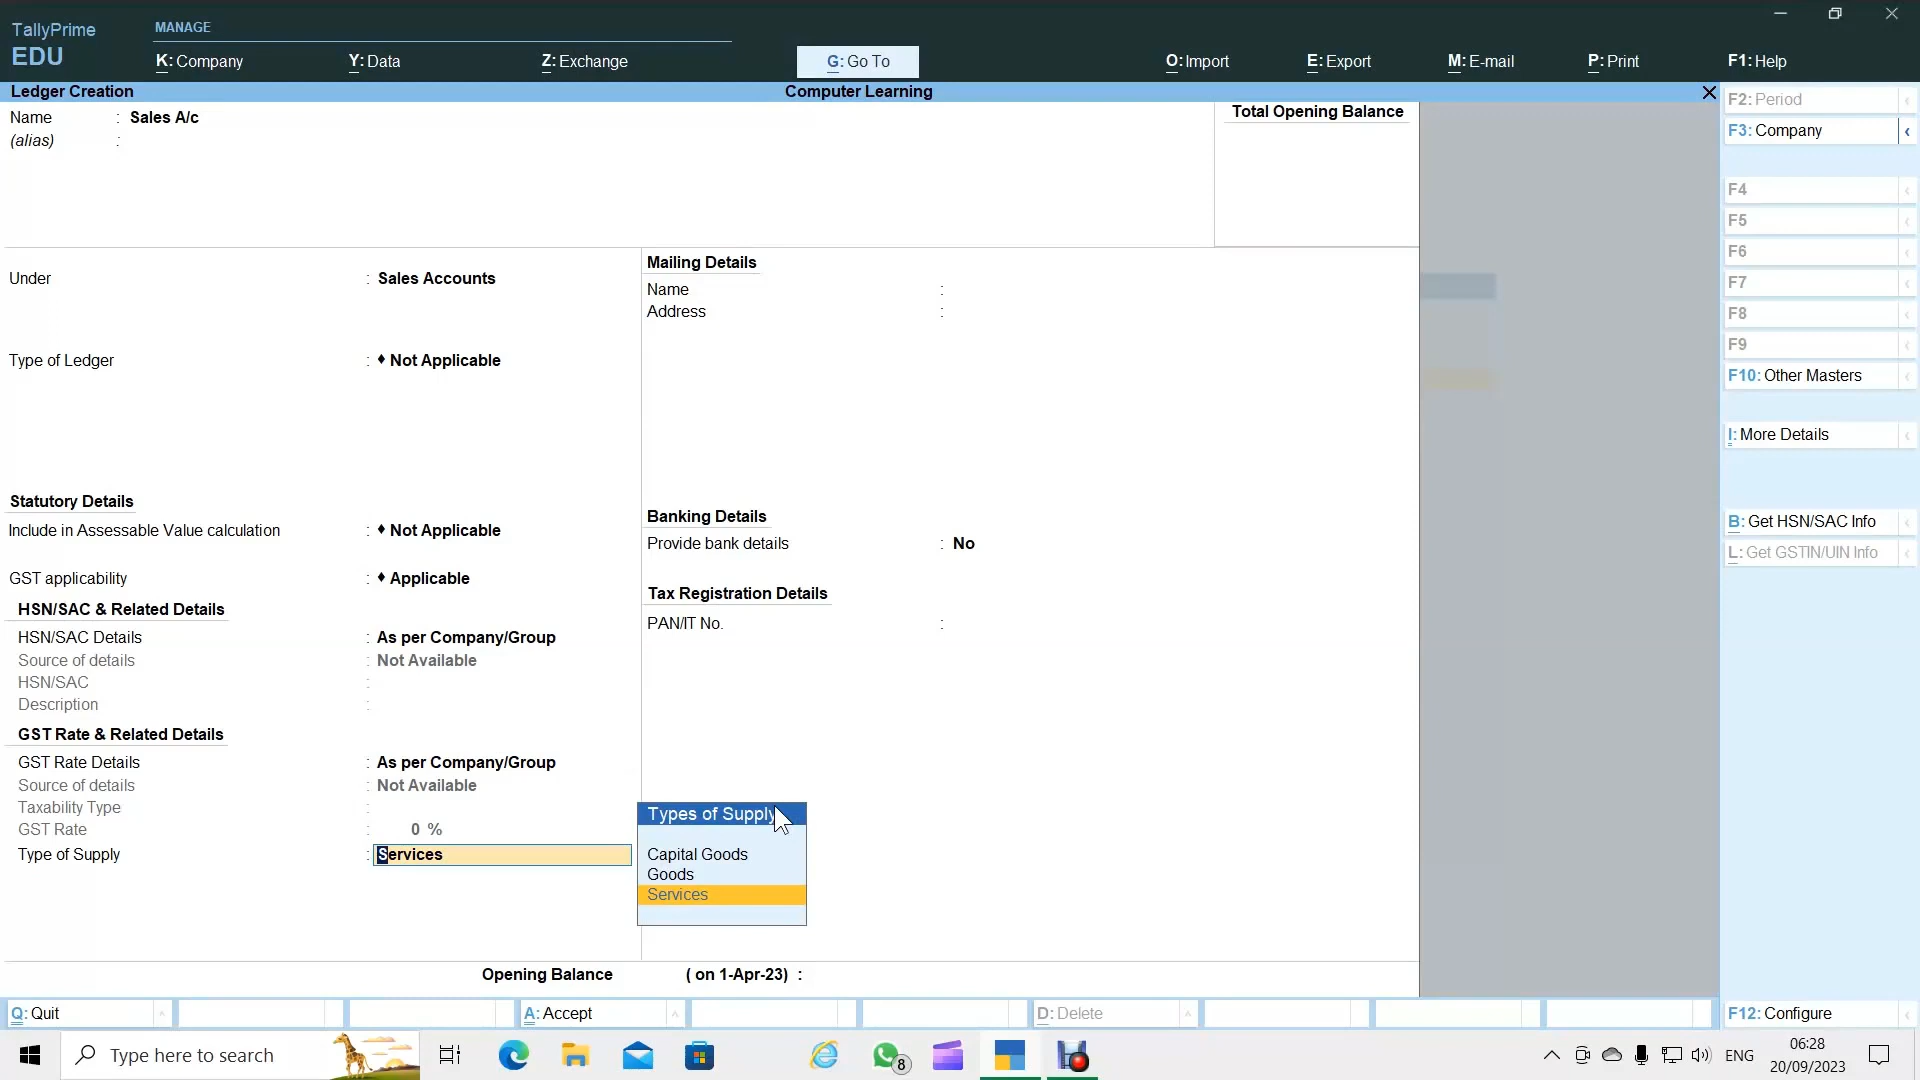 TallyPrime
EDU
MANAGE
K: Company
Y: Data
Z: Exchange
G: Go To
O: Import
E: Export
M: E-mail
P: Print
F1: Help
Ledger Creation
Computer Learning
Name : Sales A/c
(alias) :
Total Opening Balance
Under : Sales Accounts
Type of Ledger : ♦ Not Applicable
Statutory Details
Include in Assessable Value calculation : ♦ Not Applicable
GST applicability : ♦ Applicable
HSN/SAC & Related Details
HSN/SAC Details : As per Company/Group
Source of details : Not Available
HSN/SAC :
Description :
GST Rate & Related Details
GST Rate Details : As per Company/Group
Source of details : Not Available
Taxability Type :
GST Rate : 0 %
Type of Supply : Services
Mailing Details
Name :
Address :
Banking Details
Provide bank details : No
Tax Registration Details
PAN/IT No. :
Types of Supply
Capital Goods
Goods
Services
Opening Balance ( on 1-Apr-23) :
F2: Period
F3: Company
F4
F5
F6
F7
F8
F9
F10: Other Masters
I: More Details
B: Get HSN/SAC Info
L: Get GSTIN/UIN Info
F12: Configure
Q: Quit
A: Accept
D: Delete
Type here to search
8
ENG
06:28
20/09/2023